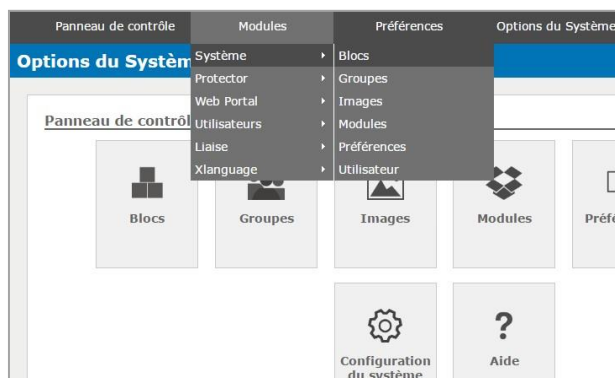 Panneau de contrôle Modules Préférences Options du Système
Options du Systèm
Système Blocs
Protector Groupes
Web Portal Images
Utilisateurs Modules
Liaise Préférences
Xlanguage Utilisateur
Panneau de contrôl
Blocs Groupes Images Modules Préfé
Configuration
du système
Aide